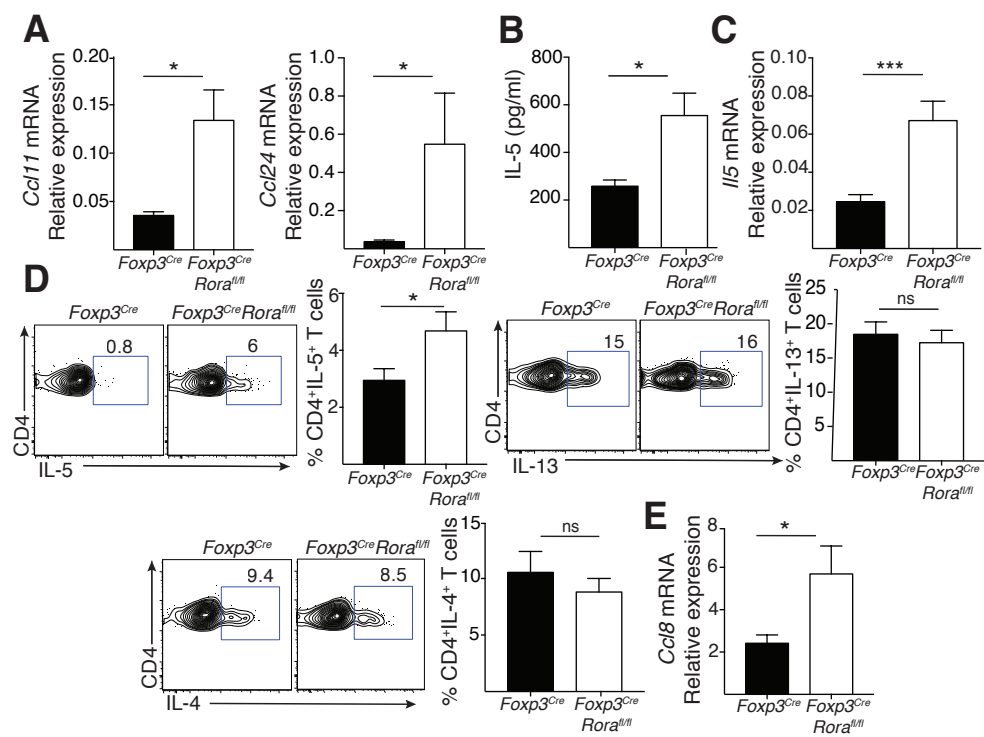 A
Ccl11 mRNA
Relative expression
0.20
0.15
0.10
0.05
*
Foxp3Cre
Foxp3Cre
Rorafl/fl
Ccl24 mRNA
Relative expression
1.0
0.8
0.6
0.4
0.2
*
Foxp3Cre
Foxp3Cre
Rorafl/fl
B
IL-5 (pg/ml)
800
600
400
200
*
Foxp3Cre
Foxp3Cre
Rorafl/fl
C
Il5 mRNA
Relative expression
0.10
0.08
0.06
0.04
0.02
***
Foxp3Cre
Foxp3Cre
Rorafl/fl
D
Foxp3Cre
Foxp3CreRorafl/fl
0.8
6
CD4
IL-5
% CD4+IL-5+ T cells
6
4
2
*
Foxp3Cre
Foxp3Cre
Rorafl/fl
Foxp3Cre
Foxp3CreRorafl/fl
15
16
CD4
IL-13
% CD4+IL-13+ T cells
25
20
15
10
5
ns
Foxp3Cre
Foxp3Cre
Rorafl/fl
Foxp3Cre
Foxp3CreRorafl/fl
9.4
8.5
CD4
IL-4
% CD4+IL-4+ T cells
15
10
5
ns
Foxp3Cre
Foxp3Cre
Rorafl/fl
E
Ccl8 mRNA
Relative expression
8
6
4
2
*
Foxp3Cre
Foxp3Cre
Rorafl/fl